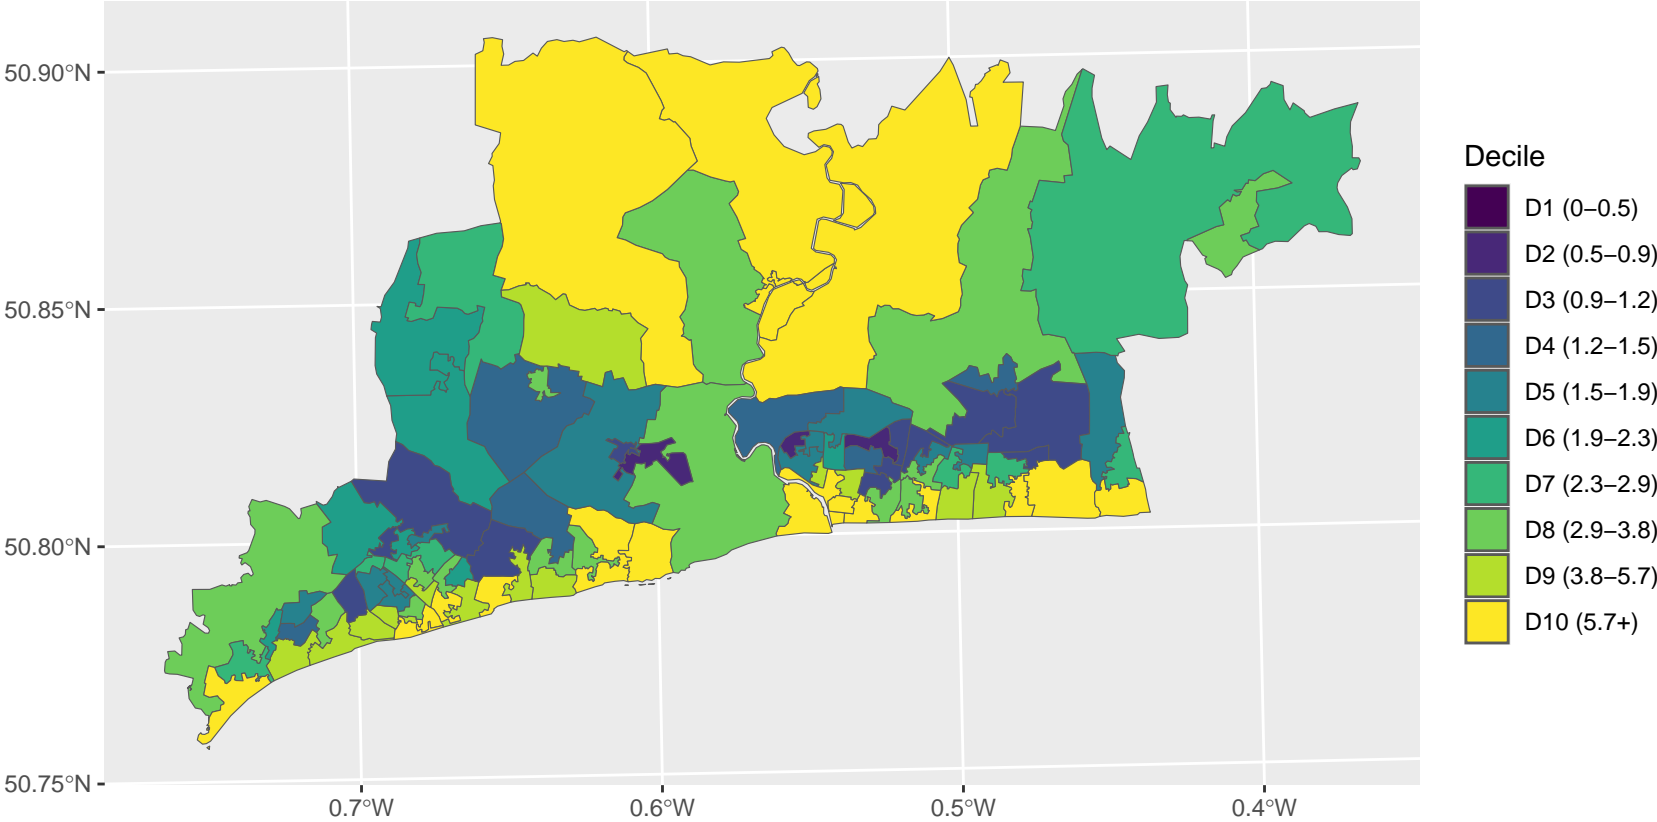 50.90°N
50.85°N
50.80°N
50.75°N
0.7°W
0.6°W
0.5°W
0.4°W
Decile
D1 (0−0.5)
D2 (0.5−0.9)
D3 (0.9−1.2)
D4 (1.2−1.5)
D5 (1.5−1.9)
D6 (1.9−2.3)
D7 (2.3−2.9)
D8 (2.9−3.8)
D9 (3.8−5.7)
D10 (5.7+)